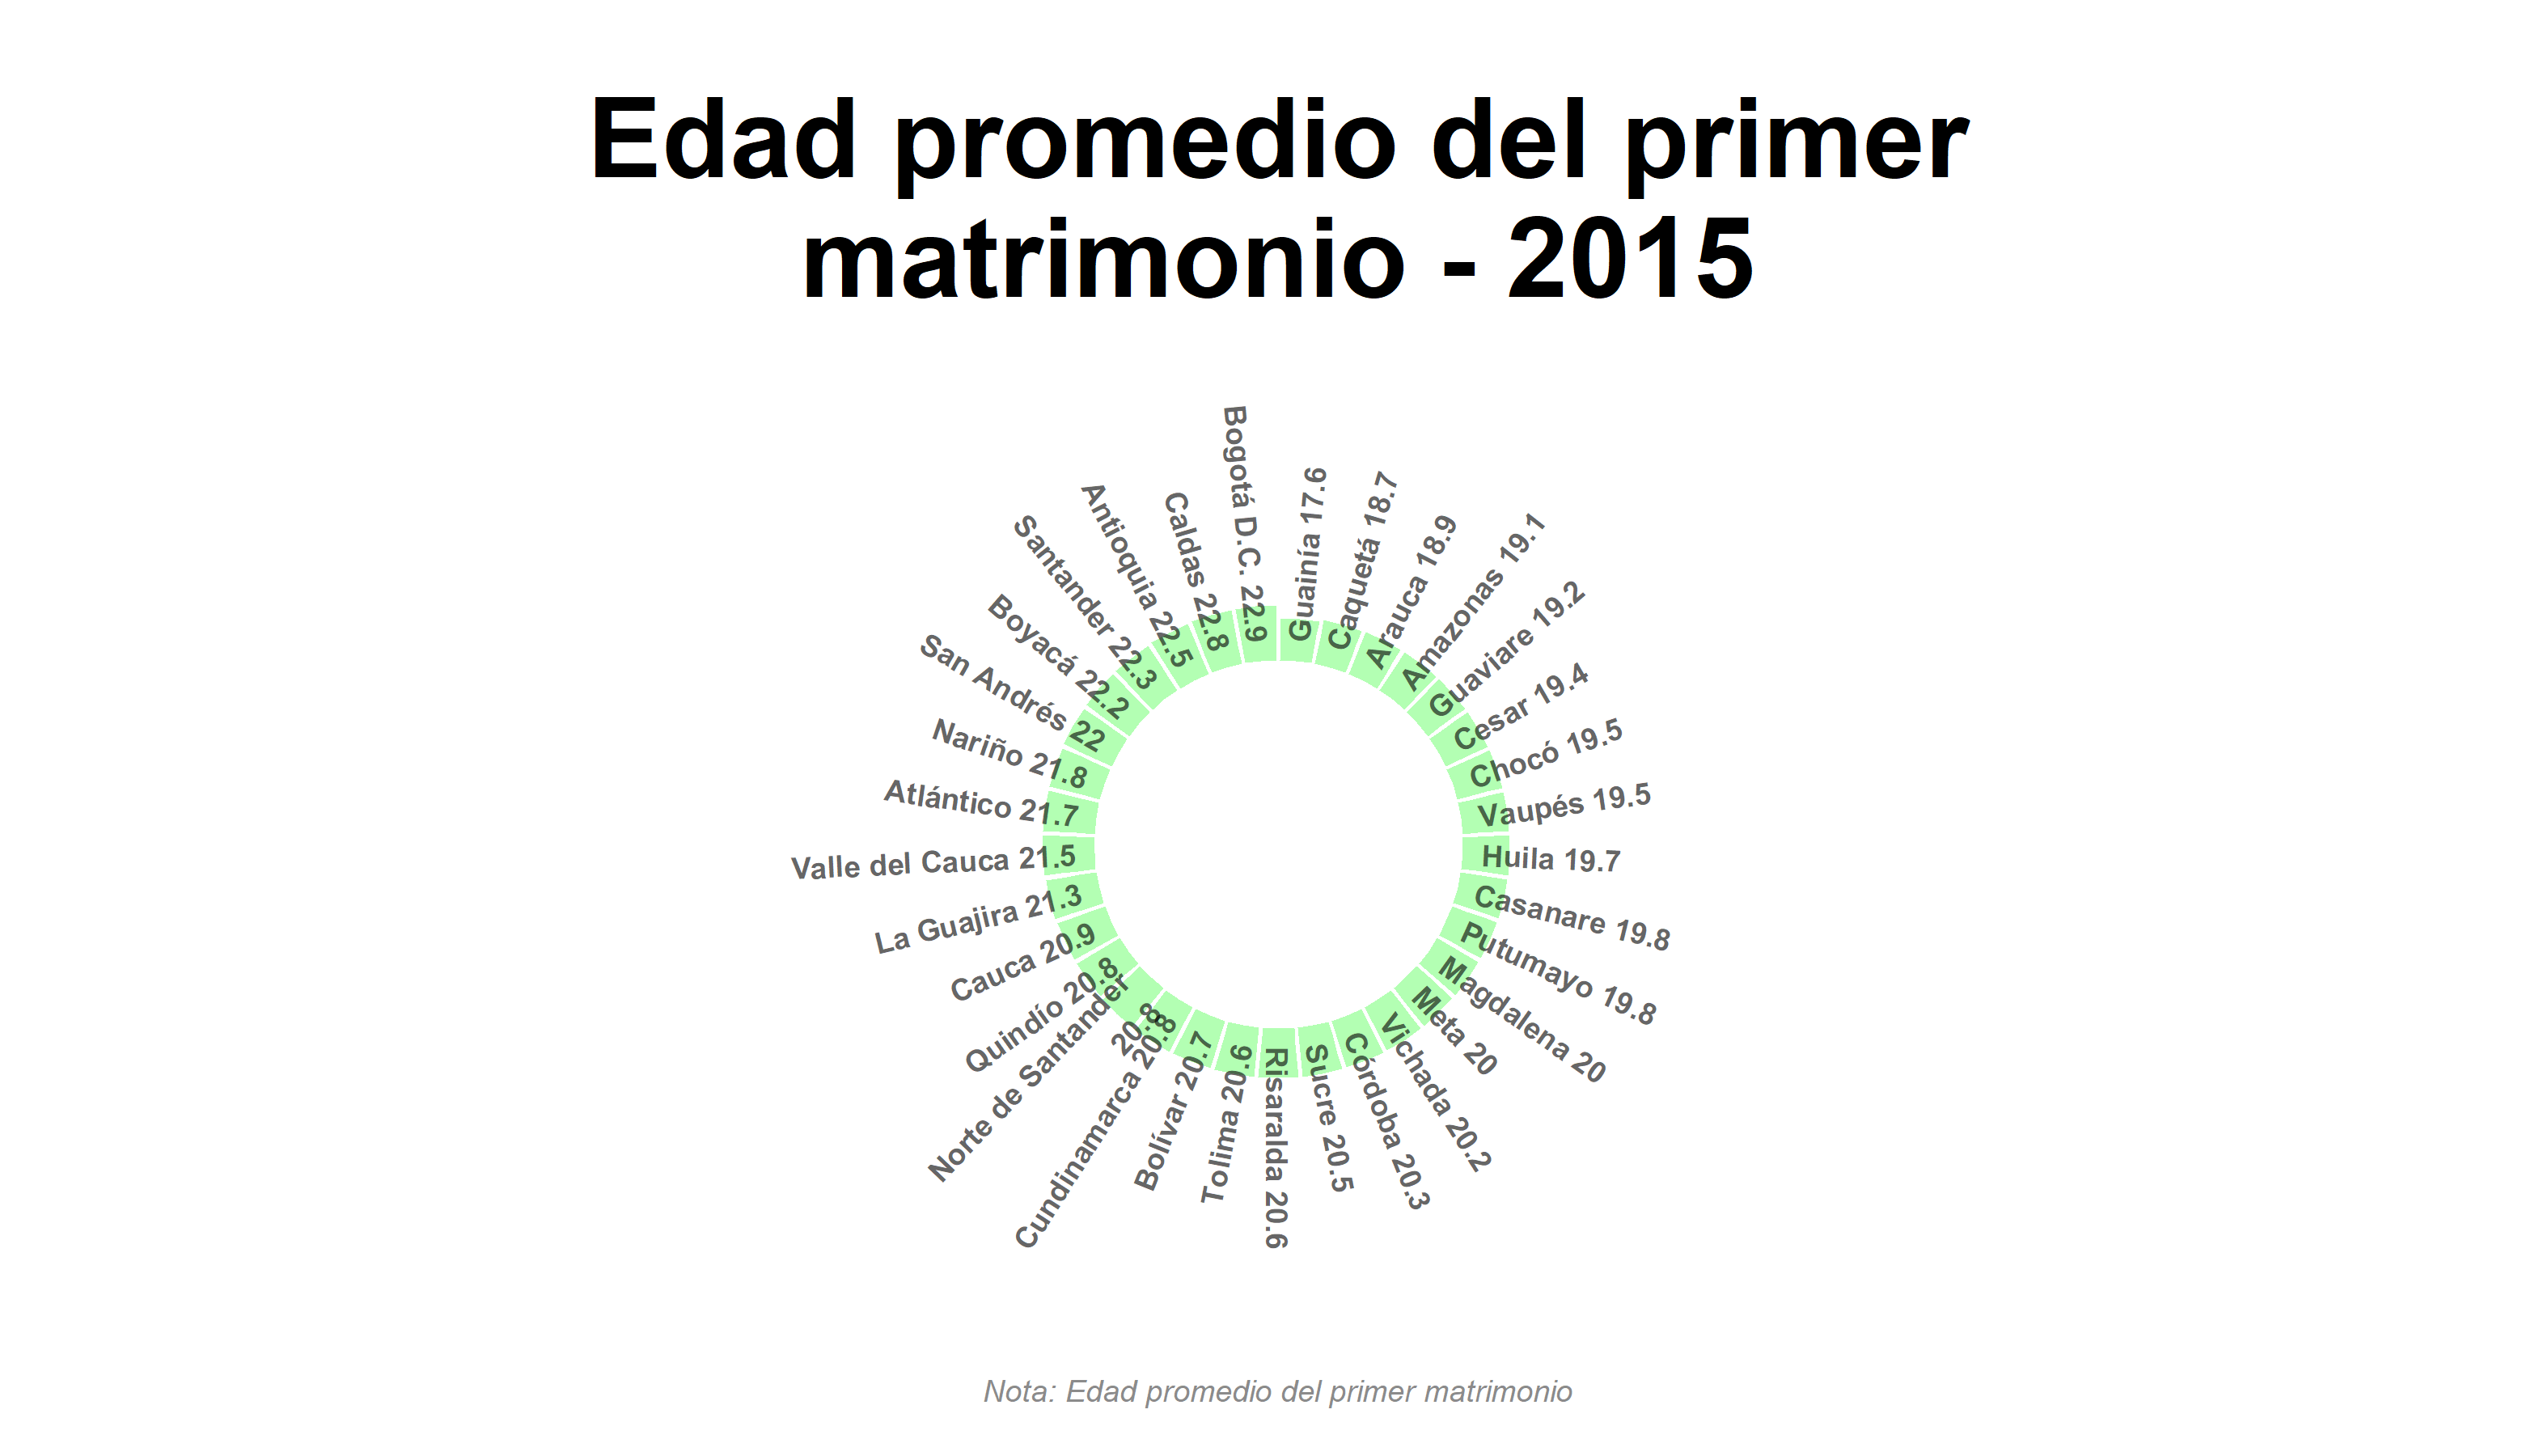 Edad promedio del primer
matrimonio - 2015
Guainía 17.6
Caquetá 18.7
Arauca 18.9
Amazonas 19.1
Guaviare 19.2
Cesar 19.4
Chocó 19.5
Vaupés 19.5
Huila 19.7
Casanare 19.8
Putumayo 19.8
Magdalena 20
Meta 20
Vichada 20.2
Córdoba 20.3
Sucre 20.5
Risaralda 20.6
Tolima 20.6
Bolívar 20.7
Cundinamarca 20.8
Norte de Santander
20.8
Quindío 20.8
Cauca 20.9
La Guajira 21.3
Valle del Cauca 21.5
Atlántico 21.7
Nariño 21.8
San Andrés 22
Boyacá 22.2
Santander 22.3
Antioquia 22.5
Caldas 22.8
Bogotá D.C. 22.9
Nota: Edad promedio del primer matrimonio